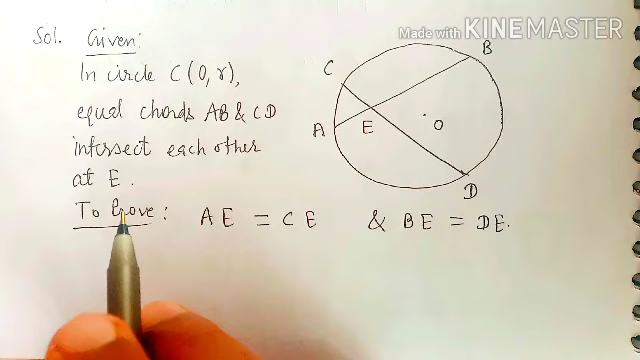 Made with KINEMASTER
Sol. Given:
In circle C(O, r),
equal chords AB & CD
intersect each other
at E.
To Prove: AE = CE & BE = DE.
C
B
A
E
O
D